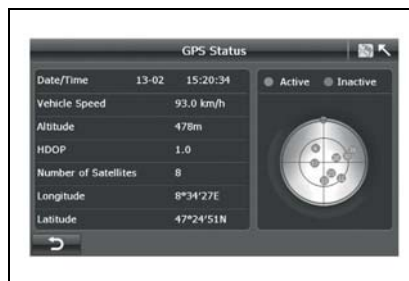 GPS Status
Date/Time 13-02 15:20:34
Active Inactive
Vehicle Speed 93.0 km/h
Altitude 478m
HDOP 1.0
Number of Satellites 8
Longitude 8°34'27E
Latitude 47°24'51N